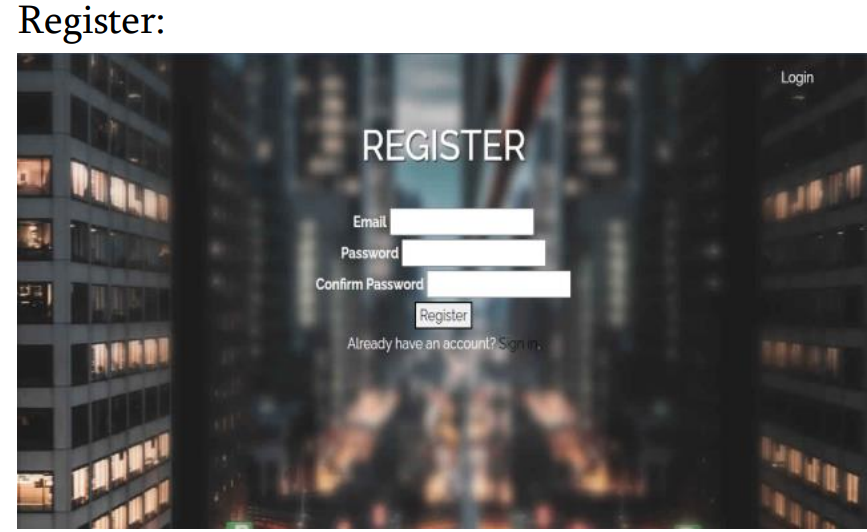 Register:
Login
REGISTER
Email
Password
Confirm Password
Register
Already have an account? Sign in.